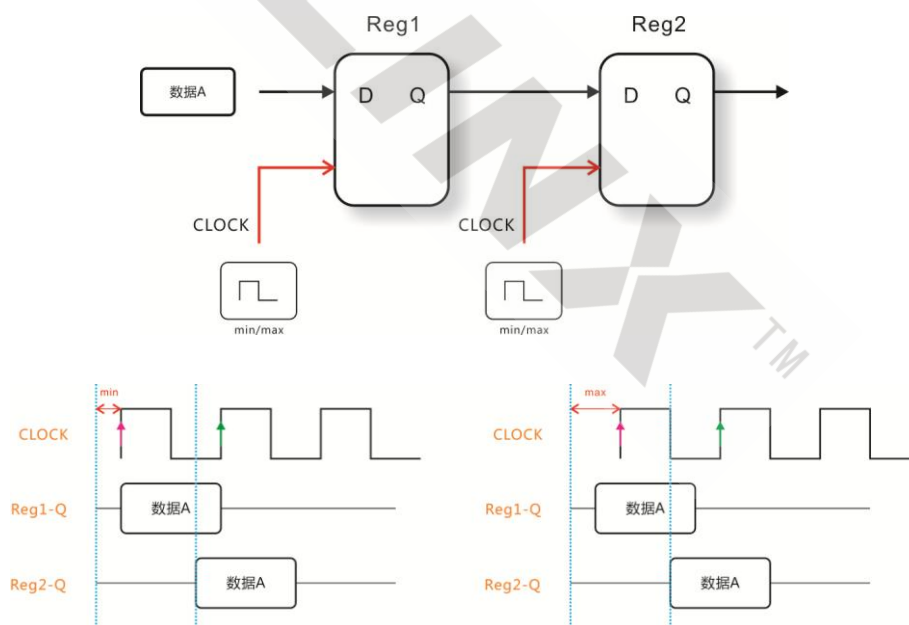 Reg1
Reg2
数据A
D Q
D Q
CLOCK
CLOCK
min/max
min/max
INX™
min
max
CLOCK
CLOCK
Reg1-Q
数据A
Reg1-Q
数据A
Reg2-Q
数据A
Reg2-Q
数据A